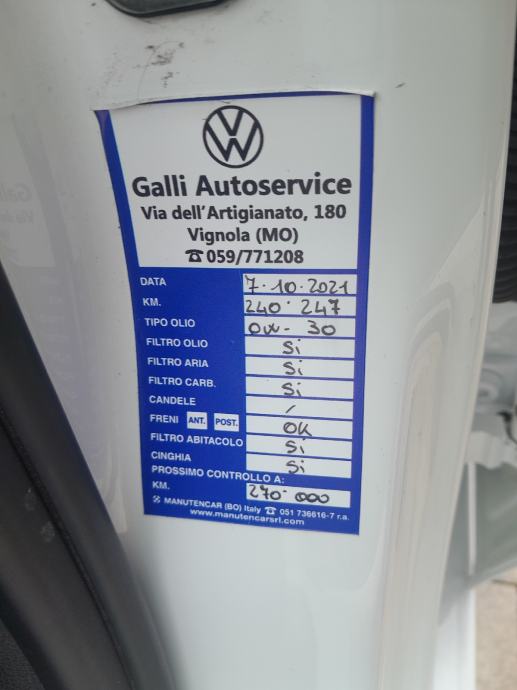 Galli Autoservice
Via dell'Artigianato, 180
Vignola (MO)
☎ 059/771208
DATA 7.10.2021
KM. 240.247
TIPO OLIO 0W-30
FILTRO OLIO Si
FILTRO ARIA Si
FILTRO CARB. Si
CANDELE /
FRENI ANT. POST. OK
FILTRO ABITACOLO Si
CINGHIA Si
PROSSIMO CONTROLLO A:
KM. 270.000
MANUTENCAR (BO) Italy ☎ 051 736616-7 r.a.
www.manutencarsrl.com